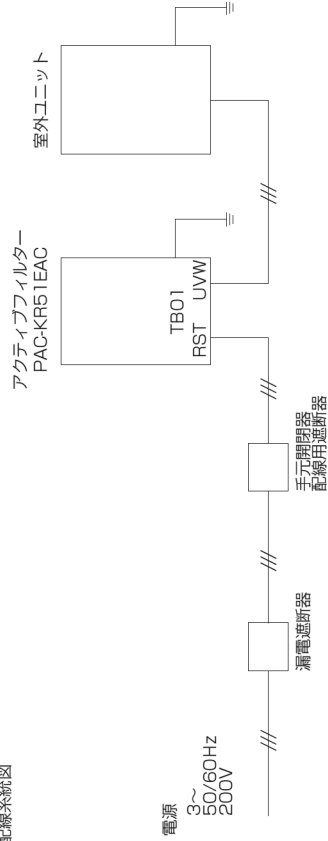 配線系統図
電源
3~
50/60Hz
200V
漏電遮断器
手元開閉器
配線用遮断器
アクティブフィルター
PAC-KR51EAC
TB01
RST UVW
室外ユニット